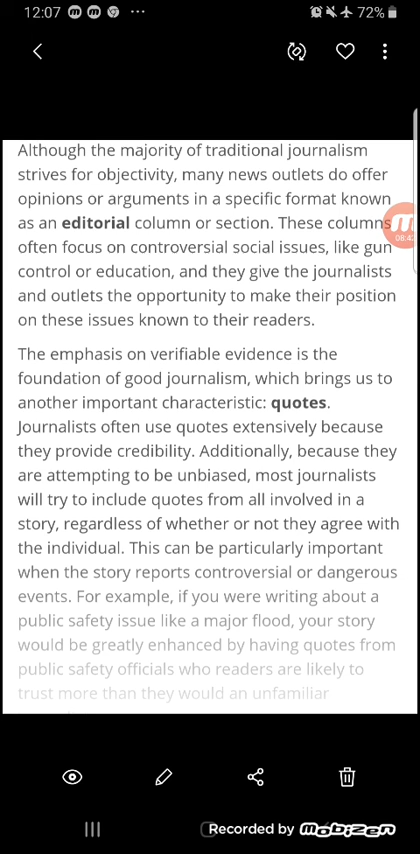 12:07
72%
Although the majority of traditional journalism
strives for objectivity, many news outlets do offer
opinions or arguments in a specific format known
as an editorial column or section. These columns
often focus on controversial social issues, like gun
control or education, and they give the journalists
and outlets the opportunity to make their position
on these issues known to their readers.
The emphasis on verifiable evidence is the
foundation of good journalism, which brings us to
another important characteristic: quotes.
Journalists often use quotes extensively because
they provide credibility. Additionally, because they
are attempting to be unbiased, most journalists
will try to include quotes from all involved in a
story, regardless of whether or not they agree with
the individual. This can be particularly important
when the story reports controversial or dangerous
events. For example, if you were writing about a
public safety issue like a major flood, your story
would be greatly enhanced by having quotes from
public safety officials who readers are likely to
trust more than they would an unfamiliar
Recorded by Mobizen